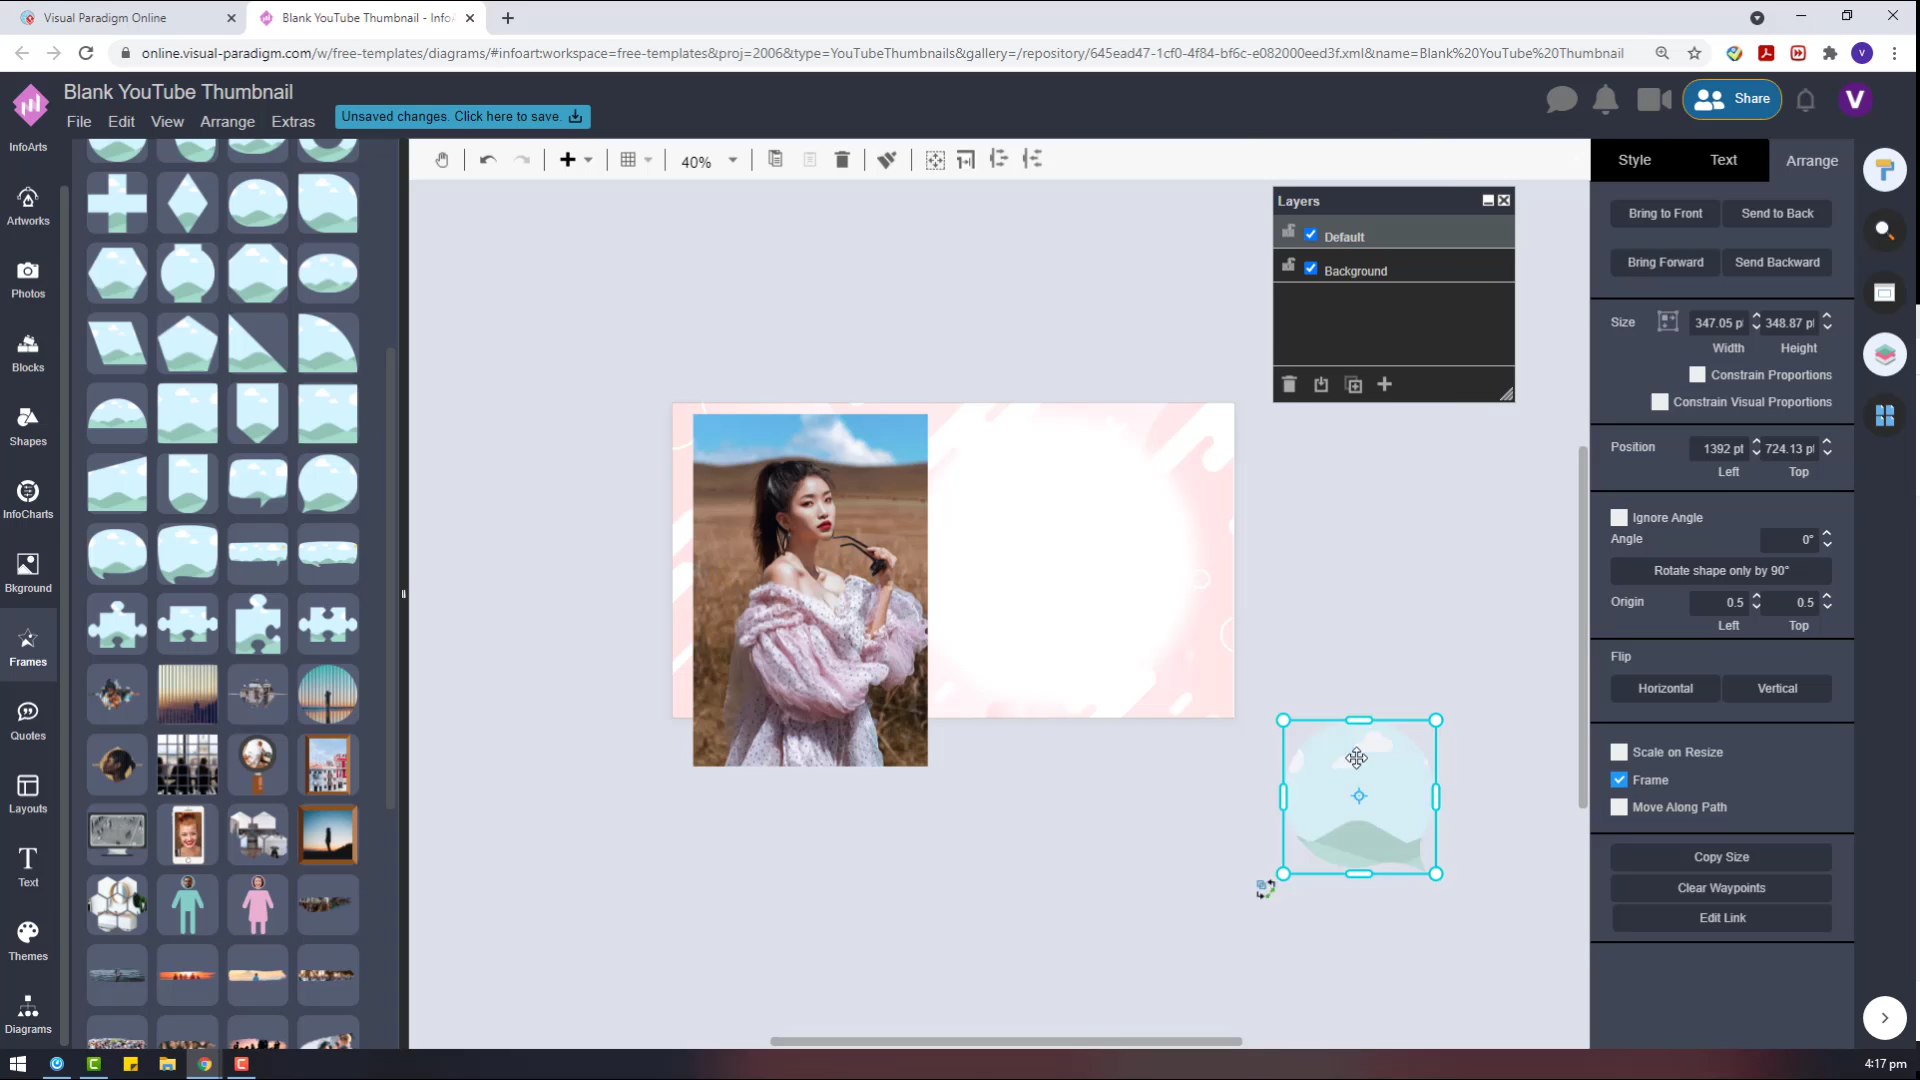 Visual Paradigm Online
Blank YouTube Thumbnail - InfoA
online.visual-paradigm.com/w/free-templates/diagrams/#infoart:workspace=free-templates&proj=2006&type=YouTubeThumbnails&gallery=/repository/645ead47-1cf0-4f84-bf6c-e082000eed3f.xml&name=Blank%20YouTube%20Thumbnail
V
Blank YouTube Thumbnail
File Edit View Arrange Extras
Unsaved changes. Click here to save.
Share
V
InfoArts
Artworks
Photos
Blocks
Shapes
InfoCharts
Bkground
Frames
Quotes
Layouts
Text
Themes
Diagrams
40%
Layers
Default
Background
Style Text Arrange
Bring to Front Send to Back
Bring Forward Send Backward
Size 347.05 p 348.87 p
Width Height
Constrain Proportions
Constrain Visual Proportions
Position 1392 pt 724.13 p
Left Top
Ignore Angle
Angle 0°
Rotate shape only by 90°
Origin 0.5 0.5
Left Top
Flip
Horizontal Vertical
Scale on Resize
Frame
Move Along Path
Copy Size
Clear Waypoints
Edit Link
4:17 pm